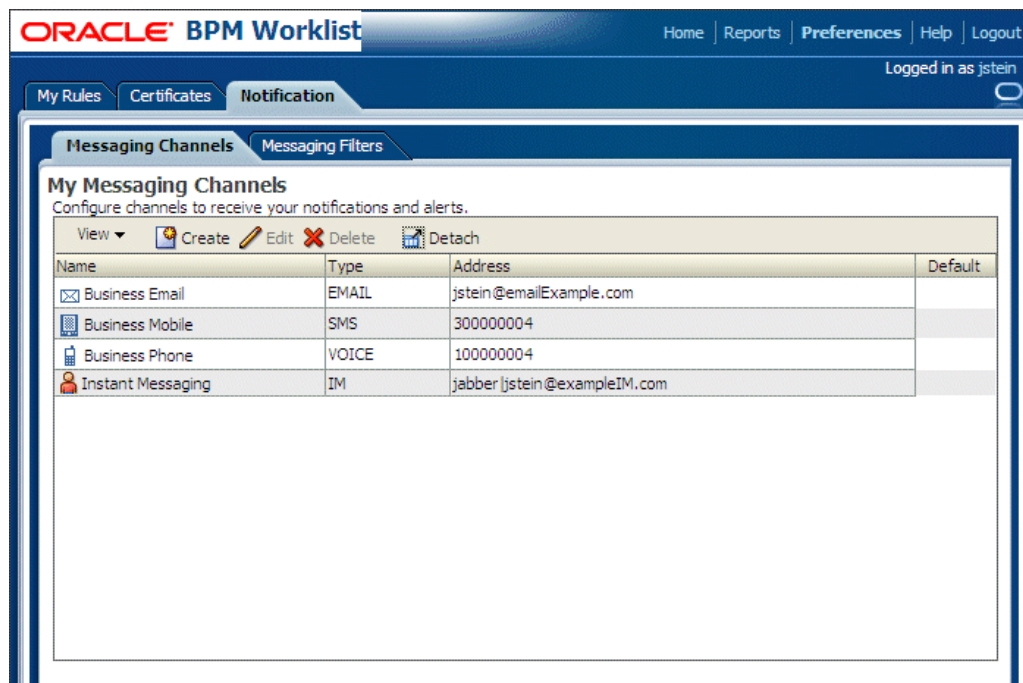 ORACLE BPM Worklist
Home Reports Preferences Help Logout
Logged in as jstein
My Rules Certificates Notification
Messaging Channels Messaging Filters
My Messaging Channels
Configure channels to receive your notifications and alerts.
View Create Edit Delete Detach
Name Type Address Default
Business Email EMAIL jstein@emailExample.com
Business Mobile SMS 300000004
Business Phone VOICE 100000004
Instant Messaging IM jabber|jstein@exampleIM.com